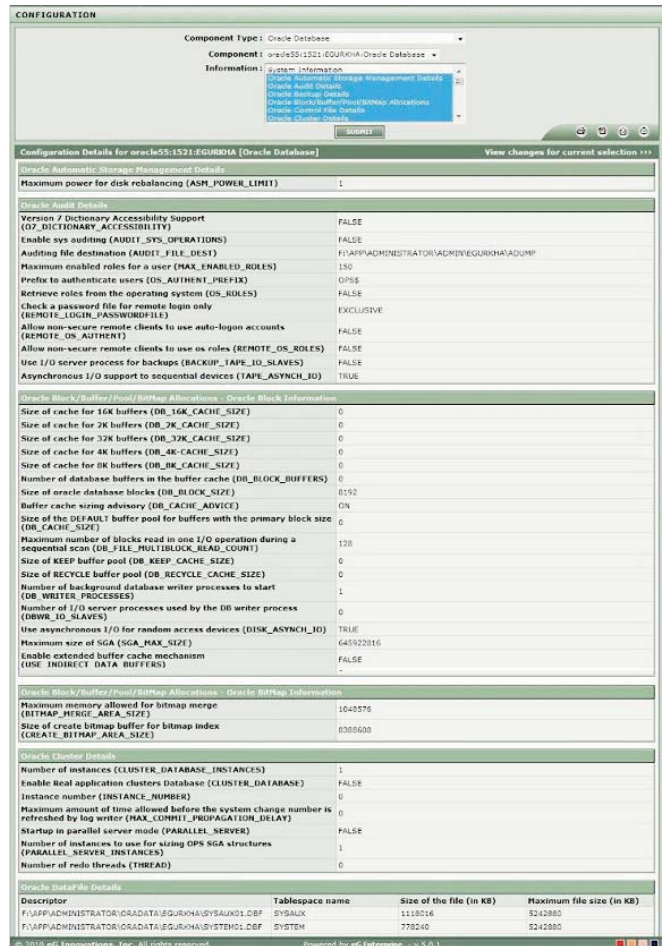 CONFIGURATION
Component Type : Oracle Database
Component : oracle55:1521:EGURKHA-Oracle Database
Information : System Information
Oracle Automatic Storage Management Details
Oracle Audit Details
Oracle Backup Details
Oracle Block/Buffer/Pool/BitMap Allocations
Oracle Control File Details
Oracle Cluster Details
SUBMIT
Configuration Details for oracle55:1521:EGURKHA [Oracle Database] View changes for current selection >>>
Oracle Automatic Storage Management Details
Maximum power for disk rebalancing (ASM_POWER_LIMIT) 1
Oracle Audit Details
Version 7 Dictionary Accessibility Support
(O7_DICTIONARY_ACCESSIBILITY) FALSE
Enable sys auditing (AUDIT_SYS_OPERATIONS) FALSE
Auditing file destination (AUDIT_FILE_DEST) F:\APP\ADMINISTRATOR\ADMIN\EGURKHA\ADUMP
Maximum enabled roles for a user (MAX_ENABLED_ROLES) 150
Prefix to authenticate users (OS_AUTHENT_PREFIX) OPS$
Retrieve roles from the operating system (OS_ROLES) FALSE
Check a password file for remote login only
(REMOTE_LOGIN_PASSWORDFILE) EXCLUSIVE
Allow non-secure remote clients to use auto-logon accounts
(REMOTE_OS_AUTHENT) FALSE
Allow non-secure remote clients to use os roles (REMOTE_OS_ROLES) FALSE
Use I/O server process for backups (BACKUP_TAPE_IO_SLAVES) FALSE
Asynchronous I/O support to sequential devices (TAPE_ASYNCH_IO) TRUE
Oracle Block/Buffer/Pool/BitMap Allocations - Oracle Block Information
Size of cache for 16K buffers (DB_16K_CACHE_SIZE) 0
Size of cache for 2K buffers (DB_2K_CACHE_SIZE) 0
Size of cache for 32K buffers (DB_32K_CACHE_SIZE) 0
Size of cache for 4K buffers (DB_4K-CACHE_SIZE) 0
Size of cache for 8K buffers (DB_8K_CACHE_SIZE) 0
Number of database buffers in the buffer cache (DB_BLOCK_BUFFERS) 0
Size of oracle database blocks (DB_BLOCK_SIZE) 8192
Buffer cache sizing advisory (DB_CACHE_ADVICE) ON
Size of the DEFAULT buffer pool for buffers with the primary block size
(DB_CACHE_SIZE) 0
Maximum number of blocks read in one I/O operation during a
sequential scan (DB_FILE_MULTIBLOCK_READ_COUNT) 128
Size of KEEP buffer pool (DB_KEEP_CACHE_SIZE) 0
Size of RECYCLE buffer pool (DB_RECYCLE_CACHE_SIZE) 0
Number of background database writer processes to start
(DB_WRITER_PROCESSES) 1
Number of I/O server processes used by the DB writer process
(DBWR_IO_SLAVES) 0
Use asynchronous I/O for random access devices (DISK_ASYNCH_IO) TRUE
Maximum size of SGA (SGA_MAX_SIZE) 645922816
Enable extended buffer cache mechanism
(USE_INDIRECT_DATA_BUFFERS) FALSE
Oracle Block/Buffer/Pool/BitMap Allocations - Oracle BitMap Information
Maximum memory allowed for bitmap merge
(BITMAP_MERGE_AREA_SIZE) 1048576
Size of create bitmap buffer for bitmap index
(CREATE_BITMAP_AREA_SIZE) 8388608
Oracle Cluster Details
Number of instances (CLUSTER_DATABASE_INSTANCES) 1
Enable Real application clusters Database (CLUSTER_DATABASE) FALSE
Instance number (INSTANCE_NUMBER) 0
Maximum amount of time allowed before the system change number is
refreshed by log writer (MAX_COMMIT_PROPAGATION_DELAY) 0
Startup in parallel server mode (PARALLEL_SERVER) FALSE
Number of instances to use for sizing OPS SGA structures
(PARALLEL_SERVER_INSTANCES) 1
Number of redo threads (THREAD) 0
Oracle DataFile Details
Descriptor Tablespace name Size of the file (in KB) Maximum file size (in KB)
F:\APP\ADMINISTRATOR\ORADATA\EGURKHA\SYSAUX01.DBF SYSAUX 1118016 5242880
F:\APP\ADMINISTRATOR\ORADATA\EGURKHA\SYSTEM01.DBF SYSTEM 778240 5242880
© 2010 eG Innovations, Inc. All rights reserved. Powered by eG Enterprise - v 5.0.1